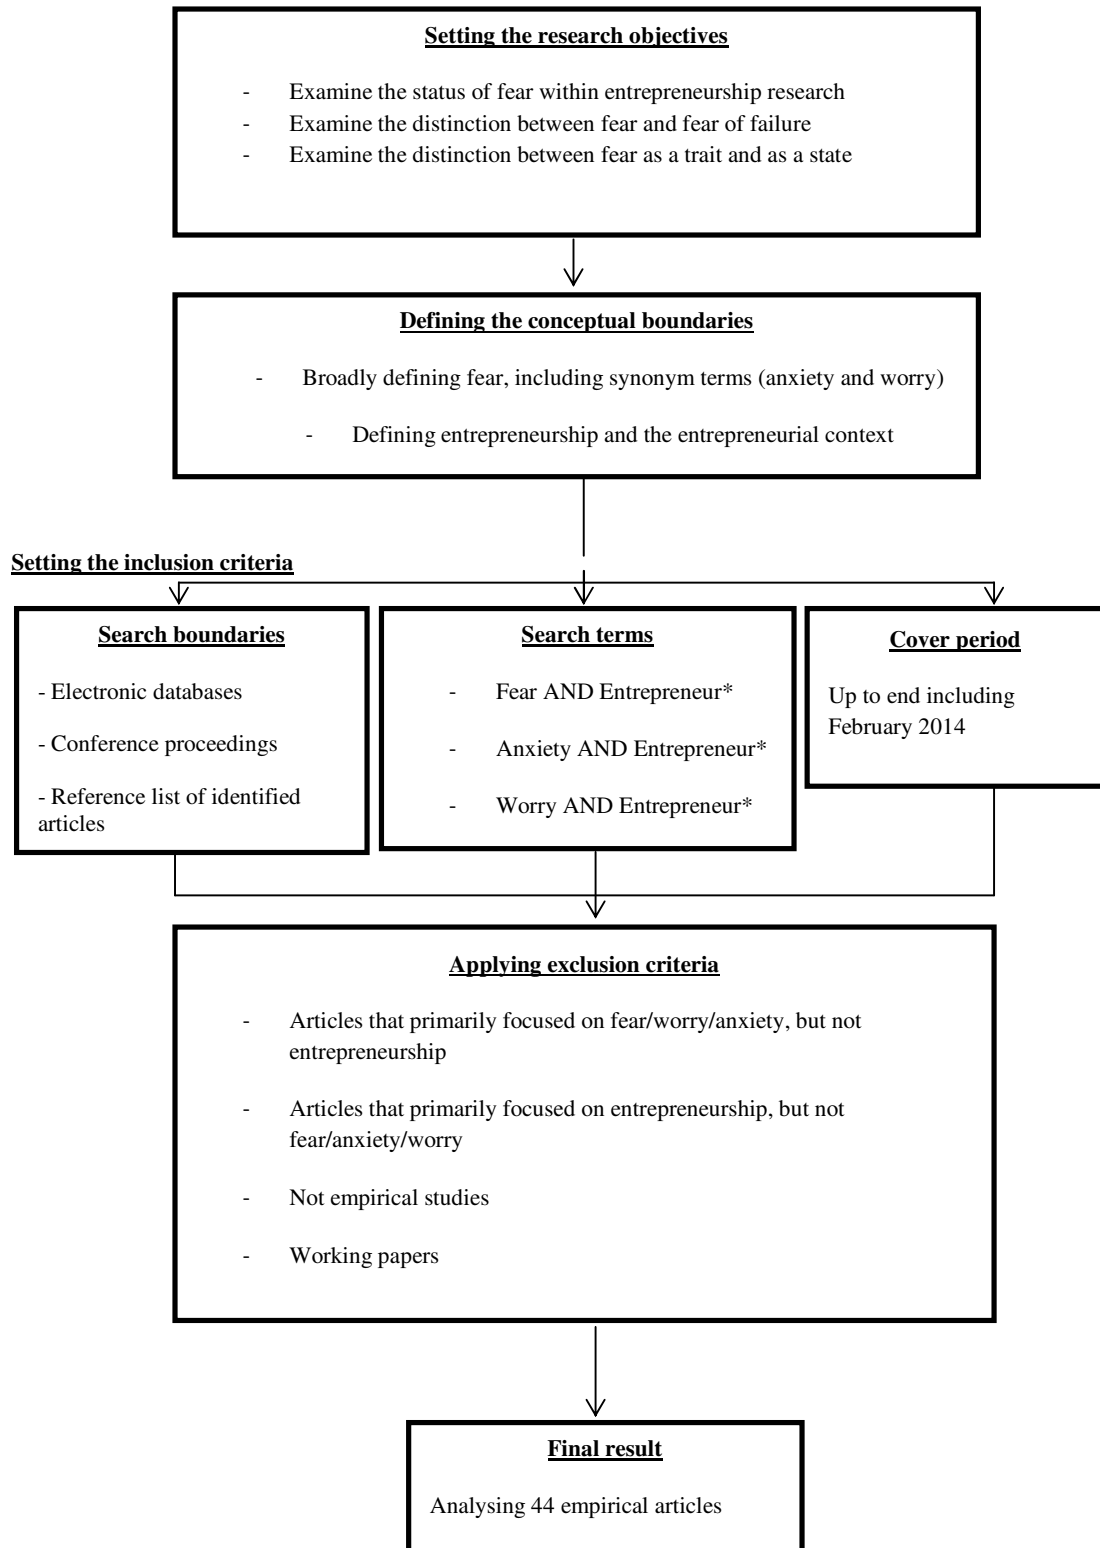 Setting the research objectives
- Examine the status of fear within entrepreneurship research
- Examine the distinction between fear and fear of failure
- Examine the distinction between fear as a trait and as a state
Defining the conceptual boundaries
- Broadly defining fear, including synonym terms (anxiety and worry)
- Defining entrepreneurship and the entrepreneurial context
Setting the inclusion criteria
Search boundaries
- Electronic databases
- Conference proceedings
- Reference list of identified
articles
Search terms
- Fear AND Entrepreneur*
- Anxiety AND Entrepreneur*
- Worry AND Entrepreneur*
Cover period
Up to end including
February 2014
Applying exclusion criteria
- Articles that primarily focused on fear/worry/anxiety, but not
entrepreneurship
- Articles that primarily focused on entrepreneurship, but not
fear/anxiety/worry
- Not empirical studies
- Working papers
Final result
Analysing 44 empirical articles